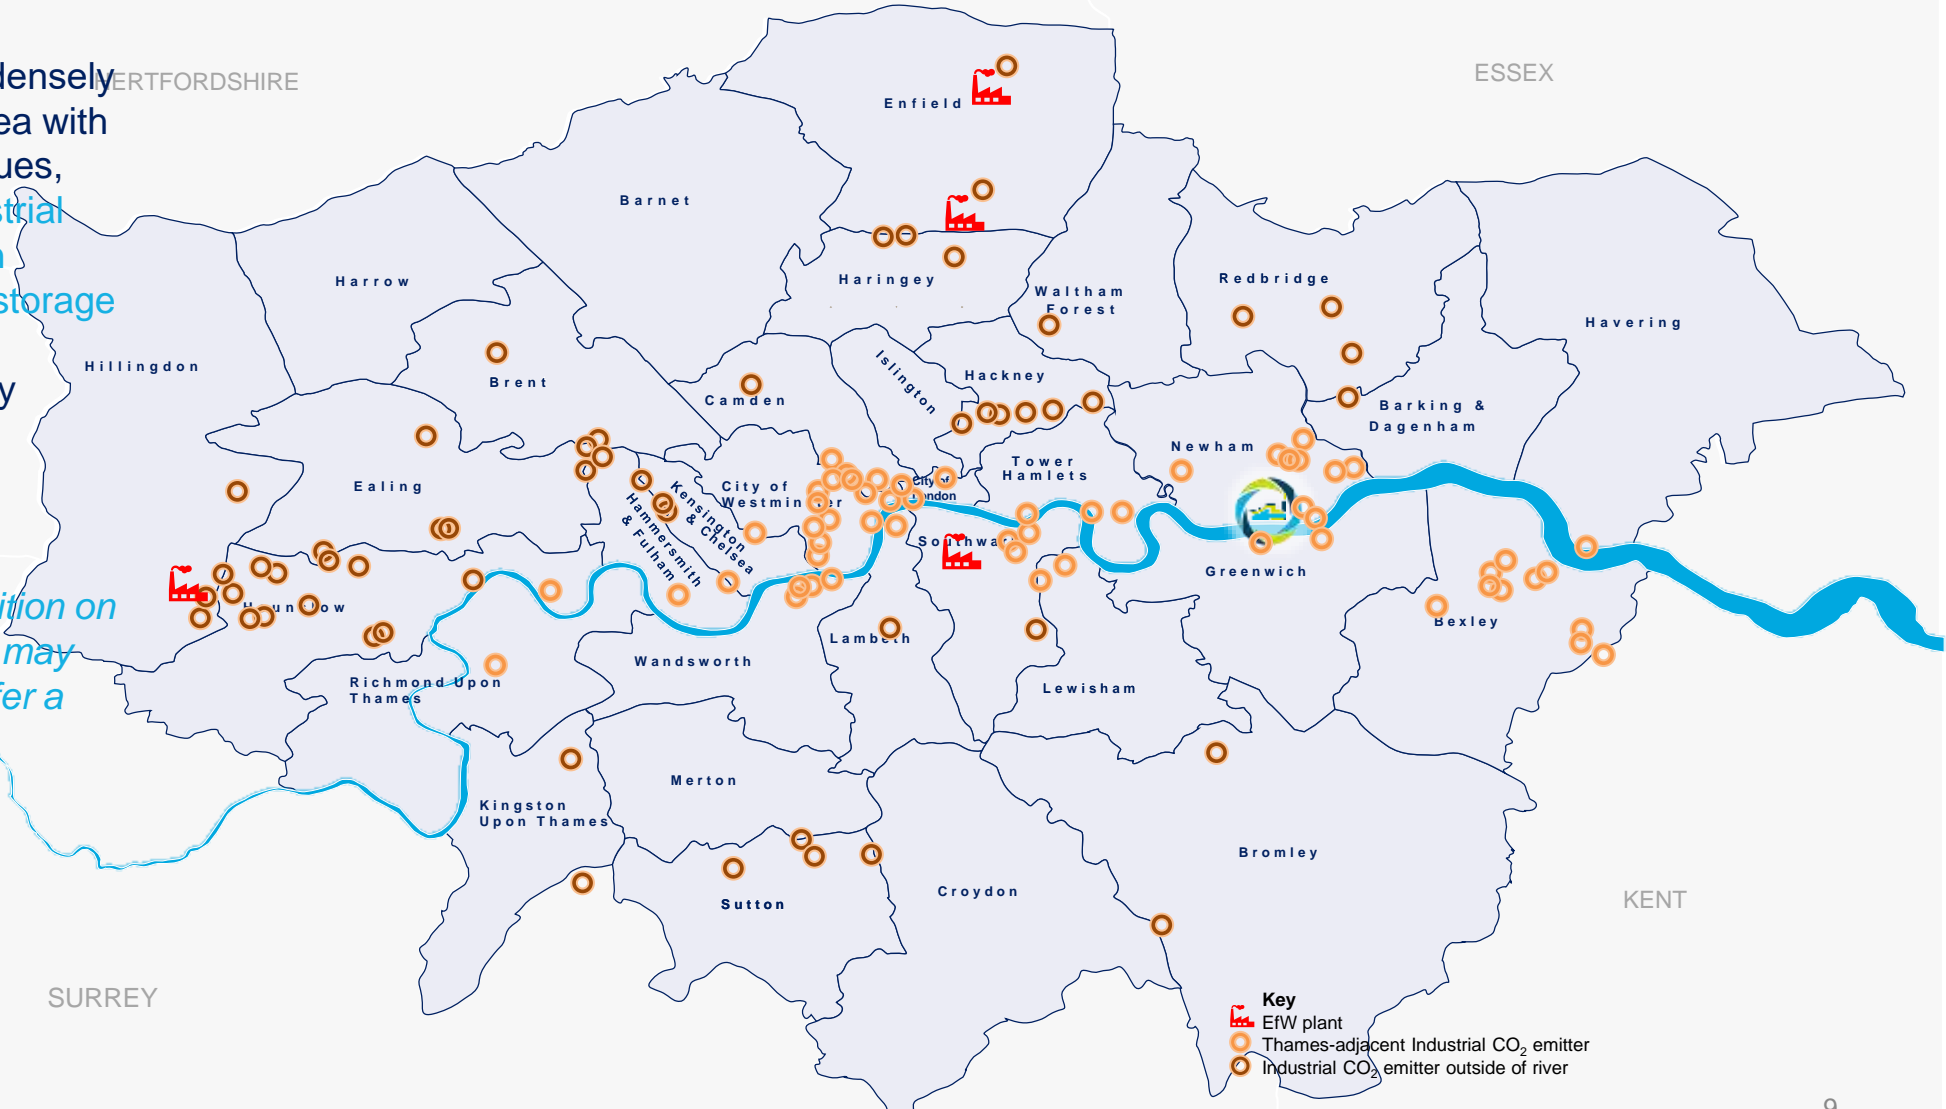 densely
ea with
ues,
strial
storage
y
ition on
may
fer a
HERTFORDSHIRE
ESSEX
Enfield
Barnet
Harrow
Haringey
Redbridge
Waltham
Forest
Havering
Hillingdon
Islington
Hackney
Brent
Camden
Barking &
Dagenham
Newham
Tower
Hamlets
Ealing
City of
Westminster
City of
London
Kensington
& Chelsea
Hammersmith
& Fulham
Southwark
Greenwich
Hounslow
Bexley
Lambeth
Wandsworth
Richmond Upon
Thames
Lewisham
Merton
Kingston
Upon Thames
Bromley
Croydon
Sutton
KENT
SURREY
Key
EfW plant
Thames-adjacent Industrial CO2 emitter
Industrial CO2 emitter outside of river
9